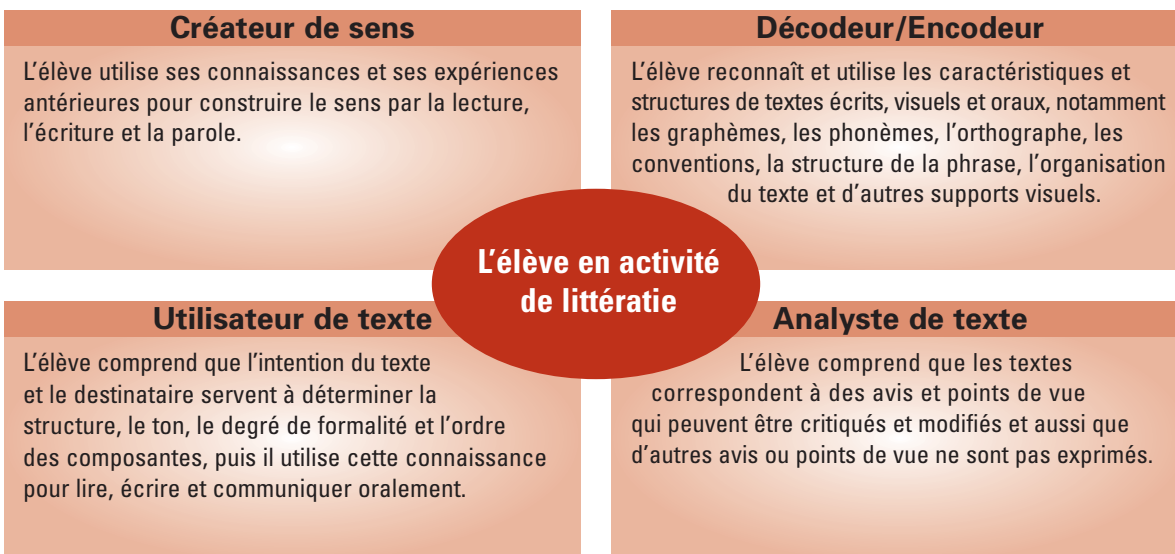 Créateur de sens
L'élève utilise ses connaissances et ses expériences
antérieures pour construire le sens par la lecture,
l'écriture et la parole.
Décodeur/Encodeur
L'élève reconnaît et utilise les caractéristiques et
structures de textes écrits, visuels et oraux, notamment
les graphèmes, les phonèmes, l'orthographe, les
conventions, la structure de la phrase, l'organisation
du texte et d'autres supports visuels.
L'élève en activité
de littératie
Utilisateur de texte
L'élève comprend que l'intention du texte
et le destinataire servent à déterminer la
structure, le ton, le degré de formalité et l'ordre
des composantes, puis il utilise cette connaissance
pour lire, écrire et communiquer oralement.
Analyste de texte
L'élève comprend que les textes
correspondent à des avis et points de vue
qui peuvent être critiqués et modifiés et aussi que
d'autres avis ou points de vue ne sont pas exprimés.